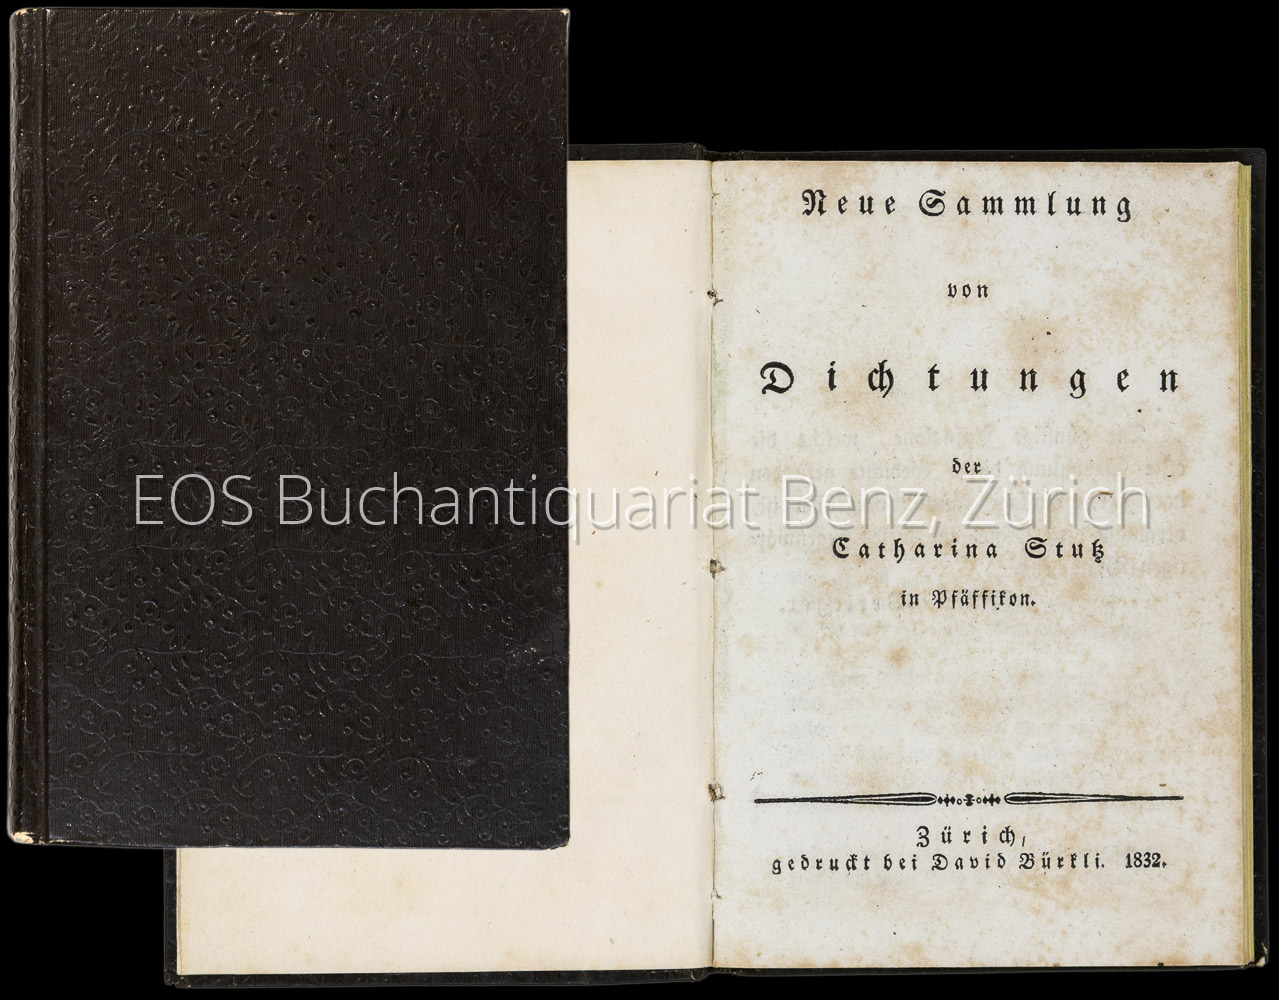 Neue Sammlung
von
Dichtungen
der
EOS Buchantiquariat Benz, Zürich
Catharina Stutz
in Pfäffikon.
Zürich,
gedruckt bei David Bürkli. 1832.